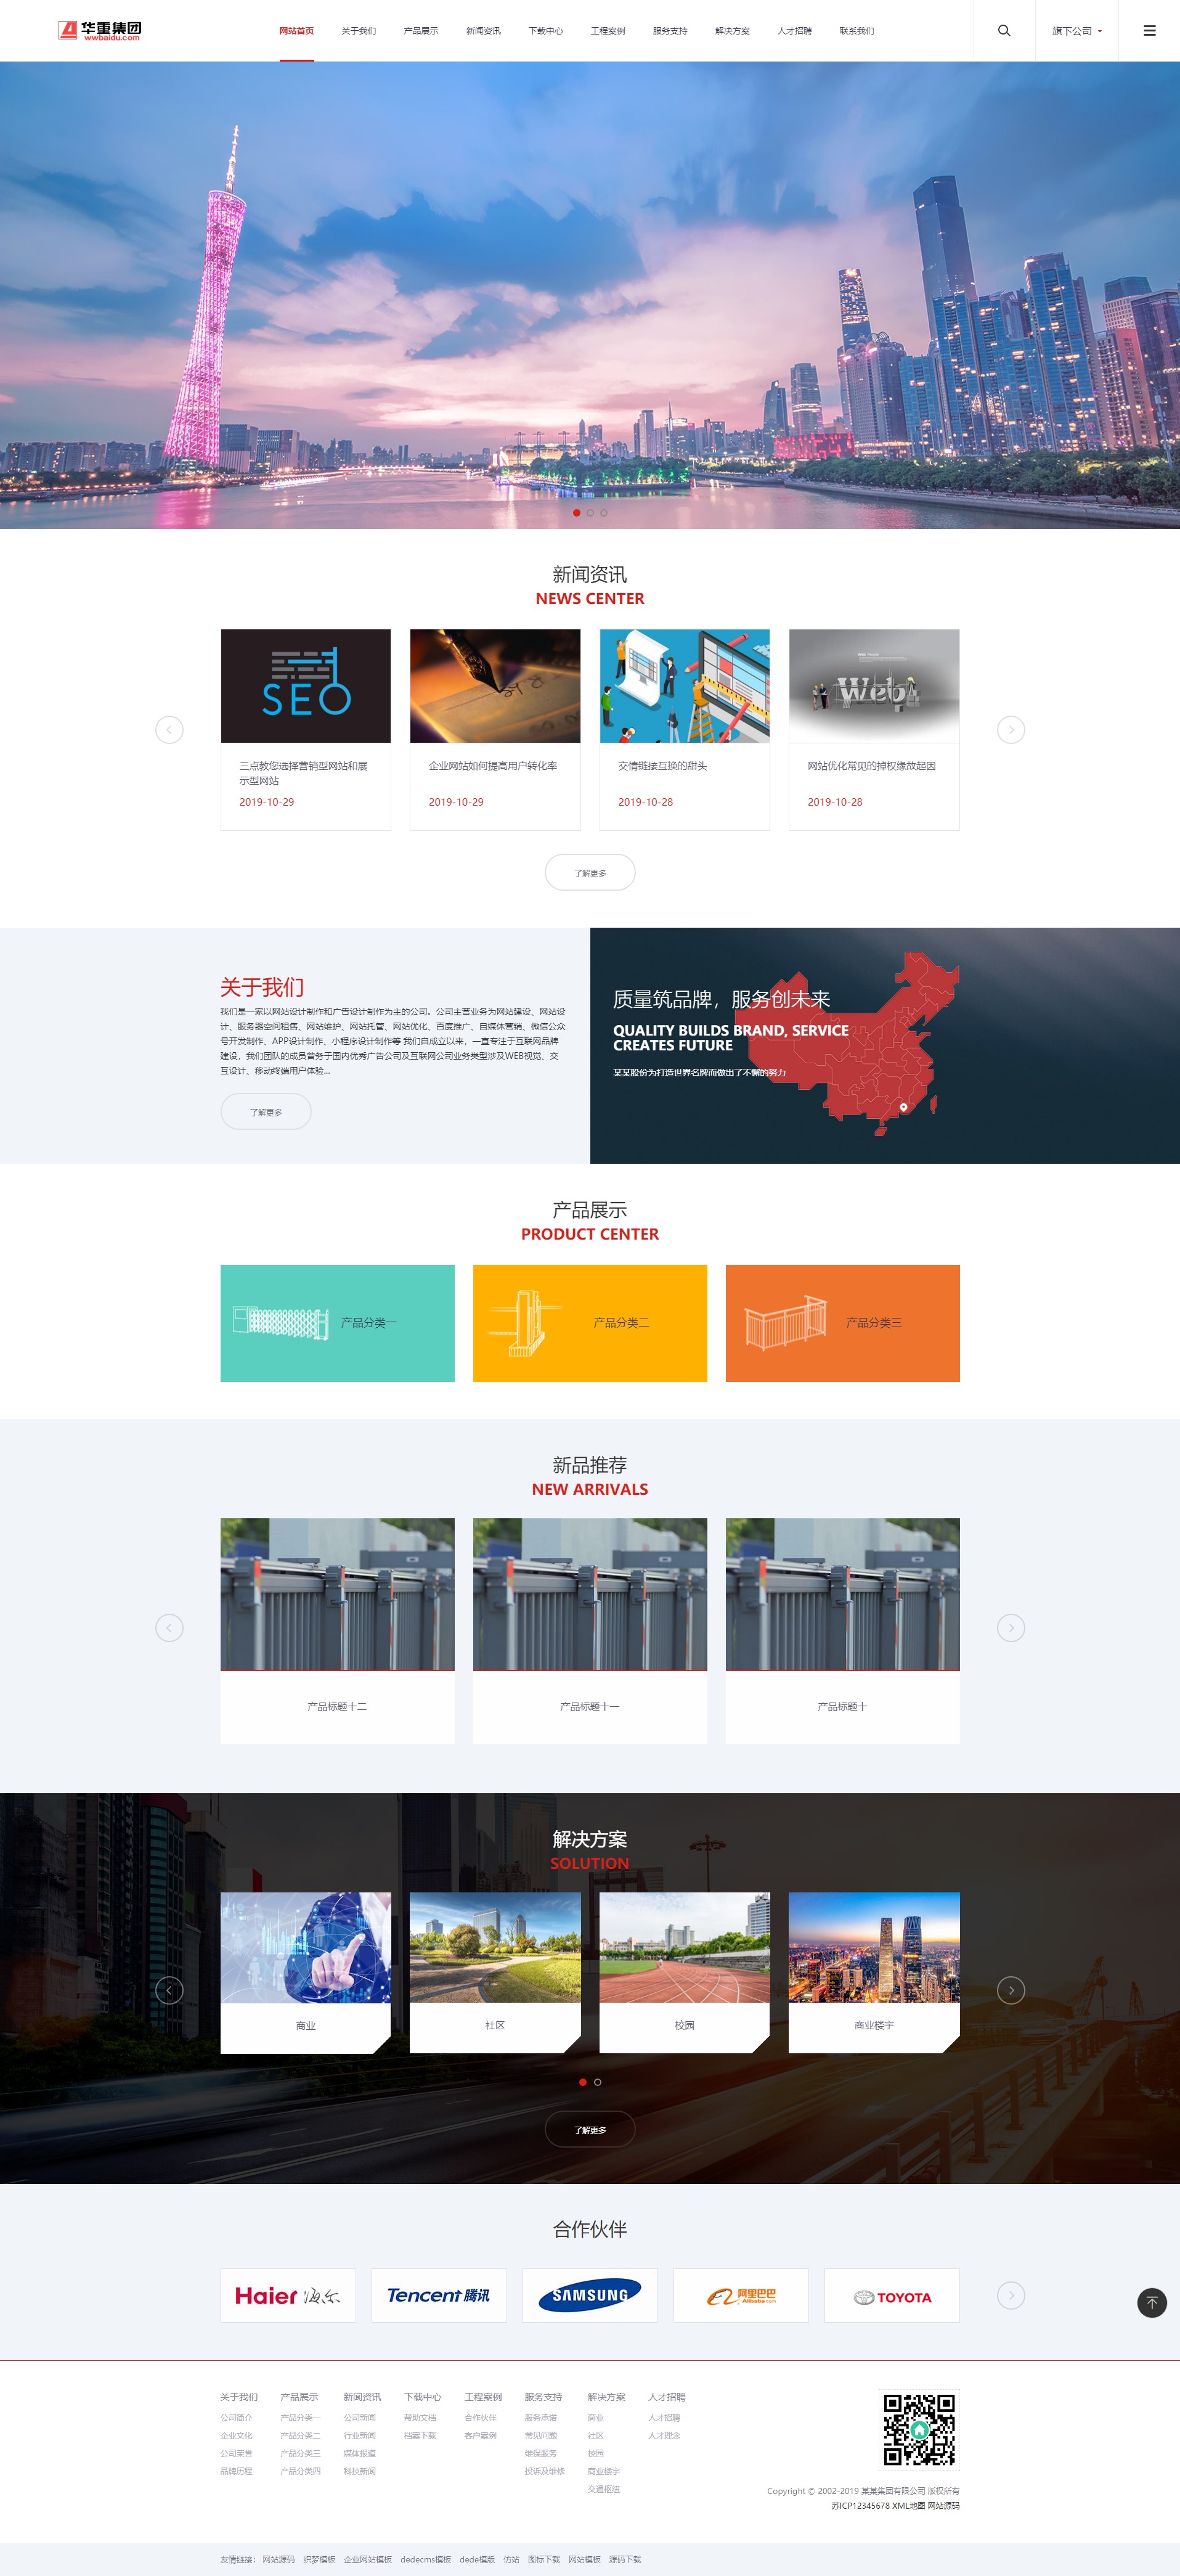 华重集团
wwbaidu.com
网站首页 关于我们 产品展示 新闻资讯 下载中心 工程案例 服务支持 解决方案 人才招聘 联系我们
旗下公司
新闻资讯
NEWS CENTER
SEO
Web
三点教您选择营销型网站和展
示型网站
2019-10-29
企业网站如何提高用户转化率
2019-10-29
交情链接互换的甜头
2019-10-28
网站优化常见的掉权缘故起因
2019-10-28
了解更多
关于我们
我们是一家以网站设计制作和广告设计制作为主的公司。公司主营业务为网站建设、网站设
计、服务器空间租售、网站维护、网站托管、网站优化、百度推广、自媒体营销、微信公众
号开发制作、APP设计制作、小程序设计制作等 我们自成立以来，一直专注于互联网品牌
建设，我们团队的成员曾务于国内优秀广告公司及互联网公司业务类型涉及WEB视觉、交
互设计、移动终端用户体验...
了解更多
质量筑品牌，服务创未来
QUALITY BUILDS BRAND, SERVICE
CREATES FUTURE
某某股份为打造世界名牌而做出了不懈的努力
产品展示
PRODUCT CENTER
产品分类一
产品分类二
产品分类三
新品推荐
NEW ARRIVALS
产品标题十二
产品标题十一
产品标题十
解决方案
SOLUTION
商业
社区
校园
商业楼宇
了解更多
合作伙伴
Haier 海尔
Tencent 腾讯
SAMSUNG
阿里巴巴
Alibaba.com
TOYOTA
关于我们 产品展示 新闻资讯 下载中心 工程案例 服务支持 解决方案 人才招聘
公司简介 产品分类一 公司新闻 帮助文档 合作伙伴 服务承诺 商业 人才招聘
企业文化 产品分类二 行业新闻 档案下载 客户案例 常见问题 社区 人才理念
公司荣誉 产品分类三 媒体报道 维保服务 校园
品牌历程 产品分类四 科技新闻 投诉及维修 商业楼宇
交通枢纽
Copyright © 2002-2019 某某集团有限公司 版权所有
苏ICP12345678 XML地图 网站源码
友情链接： 网站源码 织梦模板 企业网站模板 dedecms模板 dede模版 仿站 图标下载 网站模板 源码下载